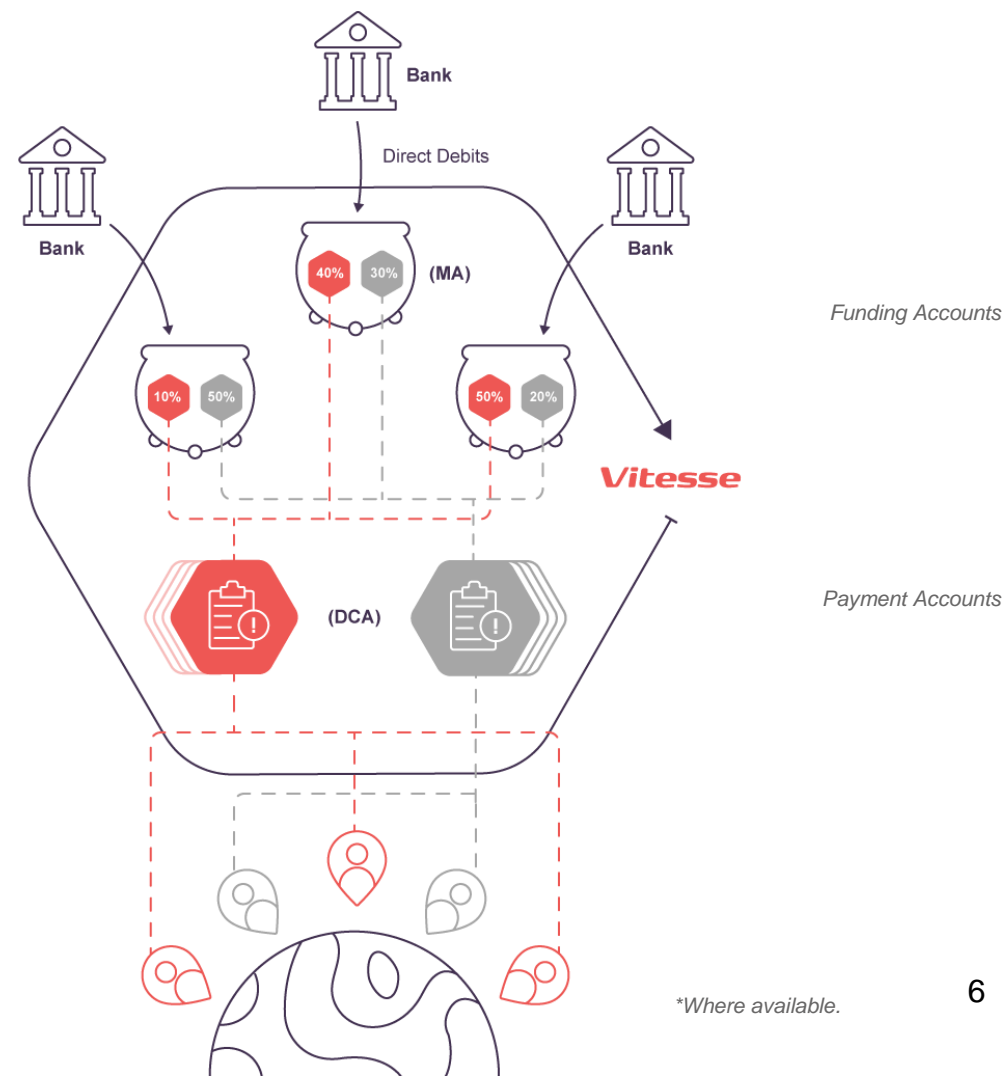 Bank
Direct Debits
Bank
Bank
40% 30% (MA)
Funding Accounts
10% 50%
50% 20%
Vitesse
(DCA)
Payment Accounts
*Where available.
6